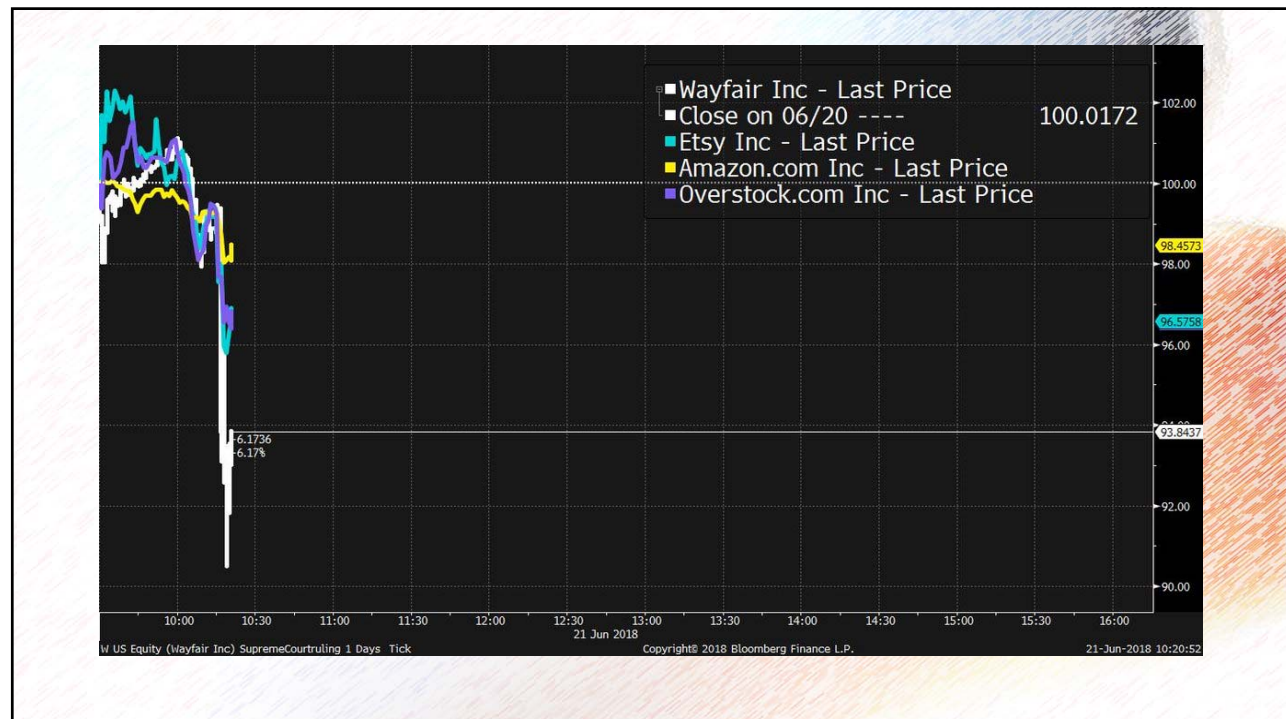 Wayfair Inc - Last Price
Close on 06/20 ---- 100.0172
Etsy Inc - Last Price
Amazon.com Inc - Last Price
Overstock.com Inc - Last Price
102.00
100.00
98.4573
98.00
96.5758
96.00
93.8437
92.00
90.00
-6.1736
-6.17%
10:00 10:30 11:00 11:30 12:00 12:30 13:00 13:30 14:00 14:30 15:00 15:30 16:00
21 Jun 2018
W US Equity (Wayfair Inc) SupremeCourtruling 1 Days Tick Copyright© 2018 Bloomberg Finance L.P. 21-Jun-2018 10:20:52